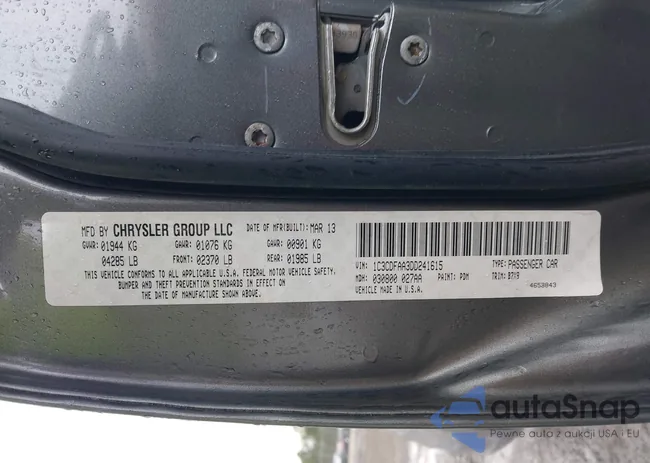 MFD BY CHRYSLER GROUP LLC DATE OF MFR(BUILT): MAR 13
GVWR: 01944 KG GAWR: 01076 KG GAWR: 00901 KG
04285 LB FRONT: 02370 LB REAR: 01985 LB
THIS VEHICLE CONFORMS TO ALL APPLICABLE U.S.A. FEDERAL MOTOR VEHICLE SAFETY,
BUMPER AND THEFT PREVENTION STANDARDS IN EFFECT ON
THE DATE OF MANUFACTURE SHOWN ABOVE.
VIN: 1C3CDFAA3DD241615 TYPE: PASSENGER CAR
MDH: 030800 027AA PAINT: PDM TRIM: B7X9
VEHICLE MADE IN U.S.A. 4653843
autaSnap
Pewne auta z aukcji USA i EU